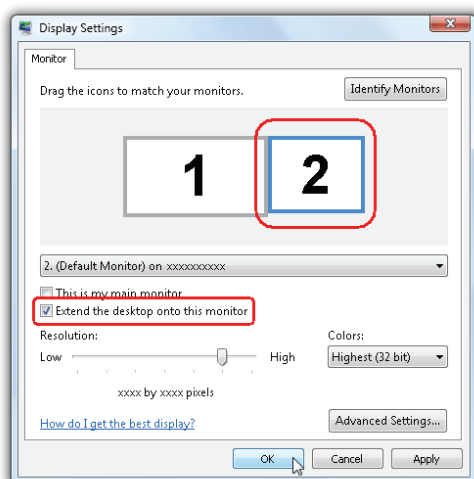 Display Settings
Monitor
Drag the icons to match your monitors.
Identify Monitors
1 2
2. (Default Monitor) on xxxxxxxxxx
This is my main monitor
Extend the desktop onto this monitor
Resolution: Colors:
Low High Highest (32 bit)
xxxx by xxxx pixels
How do I get the best display? Advanced Settings...
OK Cancel Apply